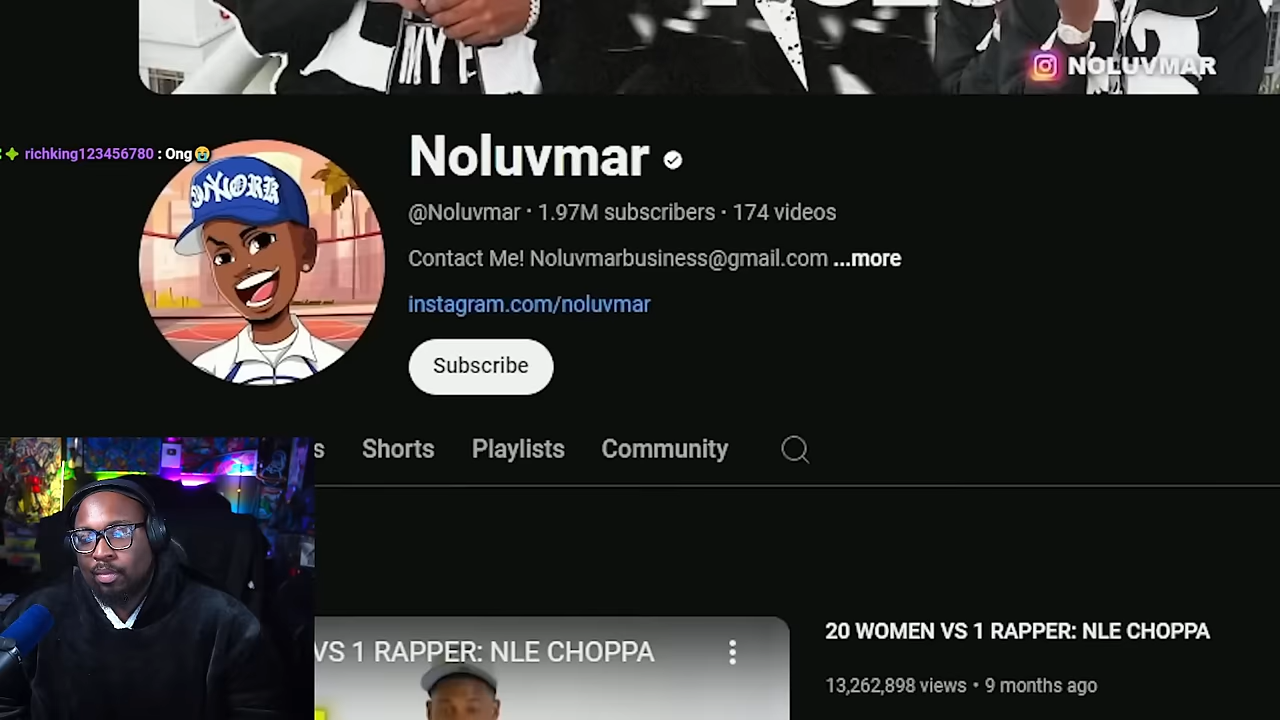 MY E
NOLUVMAR
richking123456780 : Ong😭
Noluvmar
@Noluvmar · 1.97M subscribers · 174 videos
Contact Me! Noluvmarbusiness@gmail.com ...more
instagram.com/noluvmar
Subscribe
s Shorts Playlists Community
VS 1 RAPPER: NLE CHOPPA
20 WOMEN VS 1 RAPPER: NLE CHOPPA
13,262,898 views • 9 months ago